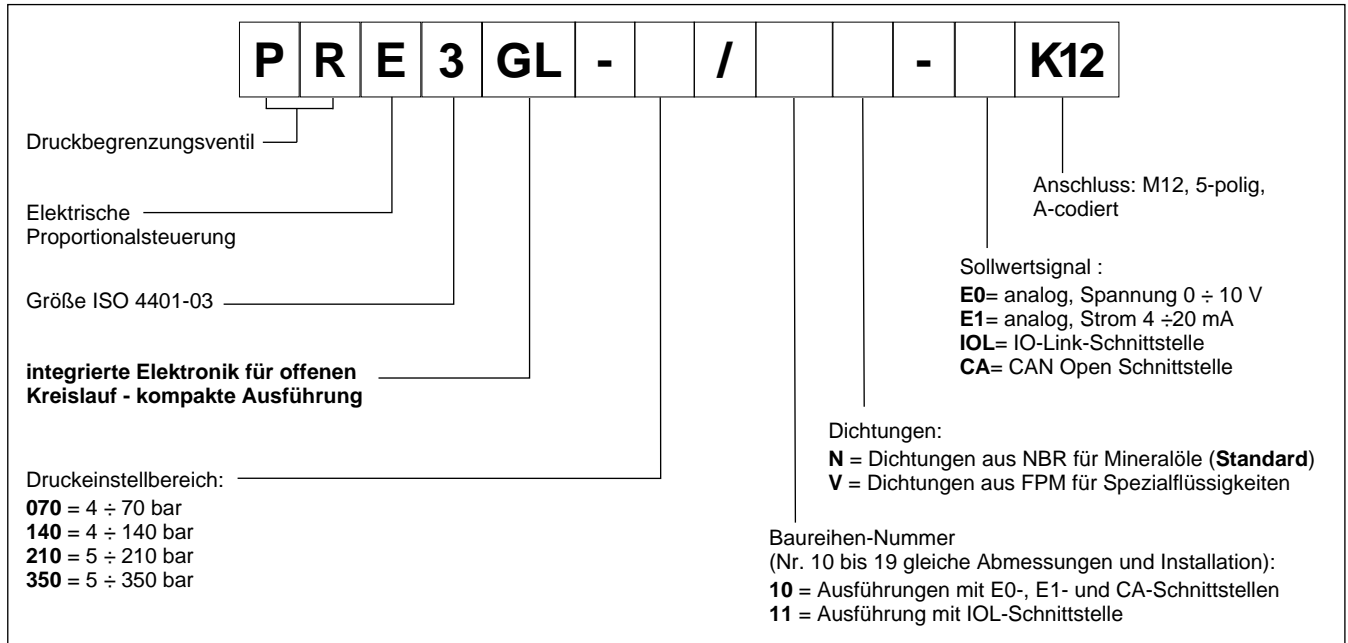 P R E 3 GL - / - K12
Druckbegrenzungsventil
Elektrische
Proportionalsteuerung
Größe ISO 4401-03
integrierte Elektronik für offenen
Kreislauf - kompakte Ausführung
Druckeinstellbereich:
070 = 4 ÷ 70 bar
140 = 4 ÷ 140 bar
210 = 5 ÷ 210 bar
350 = 5 ÷ 350 bar
Anschluss: M12, 5-polig,
A-codiert
Sollwertsignal :
E0= analog, Spannung 0 ÷ 10 V
E1= analog, Strom 4 ÷20 mA
IOL= IO-Link-Schnittstelle
CA= CAN Open Schnittstelle
Dichtungen:
N = Dichtungen aus NBR für Mineralöle (Standard)
V = Dichtungen aus FPM für Spezialflüssigkeiten
Baureihen-Nummer
(Nr. 10 bis 19 gleiche Abmessungen und Installation):
10 = Ausführungen mit E0-, E1- und CA-Schnittstellen
11 = Ausführung mit IOL-Schnittstelle